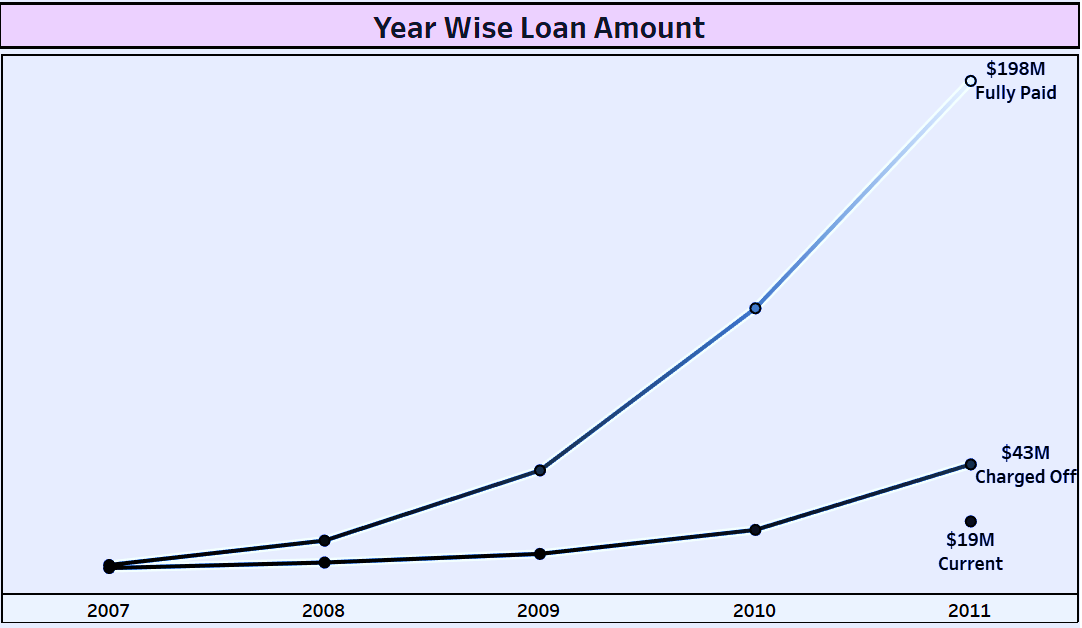 Year Wise Loan Amount
$198M
Fully Paid
$43M
Charged Off
$19M
Current
2007 2008 2009 2010 2011